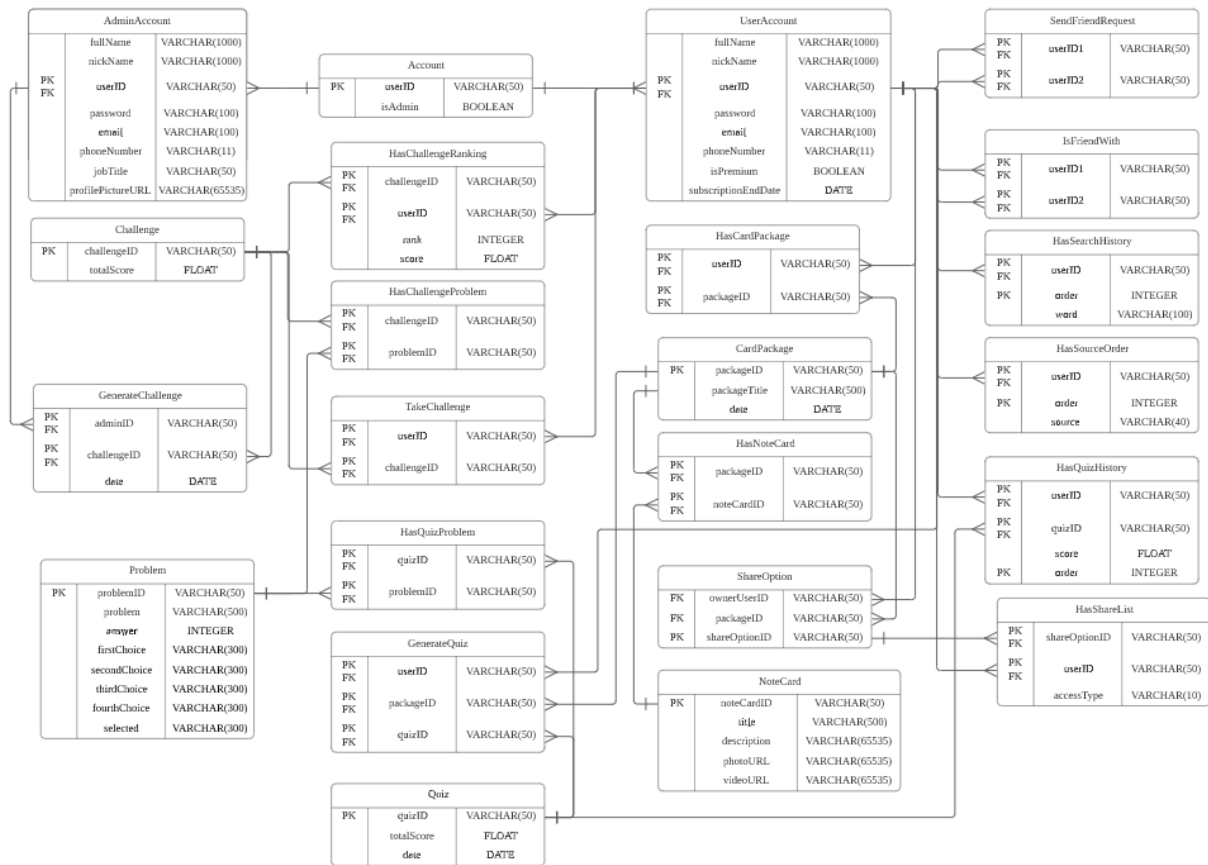 AdminAccount
fullName VARCHAR(1000)
nickName VARCHAR(1000)
PK FK userID VARCHAR(50)
password VARCHAR(100)
email VARCHAR(100)
phoneNumber VARCHAR(11)
jobTitle VARCHAR(50)
profilePictureURL VARCHAR(65535)
Challenge
PK challengeID VARCHAR(50)
totalScore FLOAT
GenerateChallenge
PK FK adminID VARCHAR(50)
PK FK challengeID VARCHAR(50)
date DATE
Problem
PK problemID VARCHAR(50)
problem VARCHAR(500)
answer INTEGER
firstChoice VARCHAR(300)
secondChoice VARCHAR(300)
thirdChoice VARCHAR(300)
fourthChoice VARCHAR(300)
selected VARCHAR(300)
Account
PK userID VARCHAR(50)
isAdmin BOOLEAN
HasChallengeRanking
PK FK challengeID VARCHAR(50)
PK FK userID VARCHAR(50)
rank INTEGER
score FLOAT
HasChallengeProblem
PK FK challengeID VARCHAR(50)
PK FK problemID VARCHAR(50)
TakeChallenge
PK FK userID VARCHAR(50)
PK FK challengeID VARCHAR(50)
HasQuizProblem
PK FK quizID VARCHAR(50)
PK FK problemID VARCHAR(50)
GenerateQuiz
PK FK userID VARCHAR(50)
PK FK packageID VARCHAR(50)
PK FK quizID VARCHAR(50)
Quiz
PK quizID VARCHAR(50)
totalScore FLOAT
date DATE
UserAccount
fullName VARCHAR(1000)
nickName VARCHAR(1000)
PK FK userID VARCHAR(50)
password VARCHAR(100)
email VARCHAR(100)
phoneNumber VARCHAR(11)
isPremium BOOLEAN
subscriptionEndDate DATE
HasCardPackage
PK FK userID VARCHAR(50)
PK FK packageID VARCHAR(50)
CardPackage
PK packageID VARCHAR(50)
packageTitle VARCHAR(500)
date DATE
HasNoteCard
PK FK packageID VARCHAR(50)
PK FK noteCardID VARCHAR(50)
ShareOption
FK ownerUserID VARCHAR(50)
FK packageID VARCHAR(50)
PK shareOptionID VARCHAR(50)
NoteCard
PK noteCardID VARCHAR(50)
title VARCHAR(500)
description VARCHAR(65535)
photoURL VARCHAR(65535)
videoURL VARCHAR(65535)
SendFriendRequest
PK FK userID1 VARCHAR(50)
PK FK userID2 VARCHAR(50)
IsFriendWith
PK FK userID1 VARCHAR(50)
PK FK userID2 VARCHAR(50)
HasSearchHistory
PK FK userID VARCHAR(50)
PK order INTEGER
word VARCHAR(100)
HasSourceOrder
PK FK userID VARCHAR(50)
PK order INTEGER
source VARCHAR(40)
HasQuizHistory
PK FK userID VARCHAR(50)
PK FK quizID VARCHAR(50)
score FLOAT
PK order INTEGER
HasShareList
PK FK shareOptionID VARCHAR(50)
PK FK userID VARCHAR(50)
accessType VARCHAR(10)